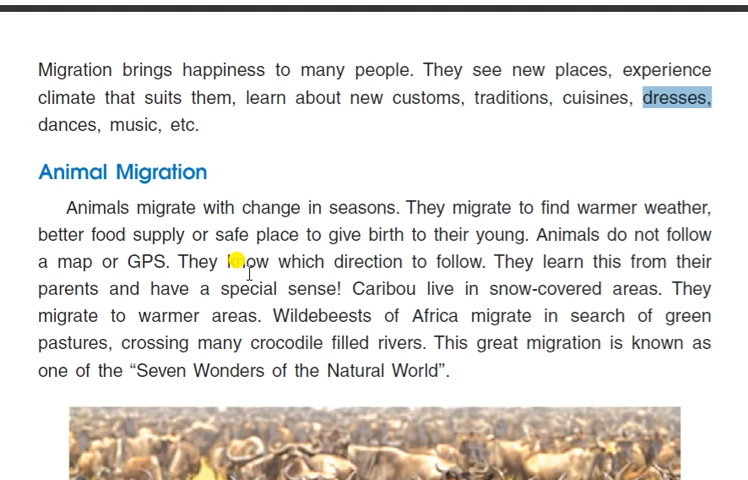 Migration brings happiness to many people. They see new places, experience
climate that suits them, learn about new customs, traditions, cuisines, dresses,
dances, music, etc.
Animal Migration
Animals migrate with change in seasons. They migrate to find warmer weather,
better food supply or safe place to give birth to their young. Animals do not follow
a map or GPS. They know which direction to follow. They learn this from their
parents and have a special sense! Caribou live in snow-covered areas. They
migrate to warmer areas. Wildebeests of Africa migrate in search of green
pastures, crossing many crocodile filled rivers. This great migration is known as
one of the “Seven Wonders of the Natural World”.